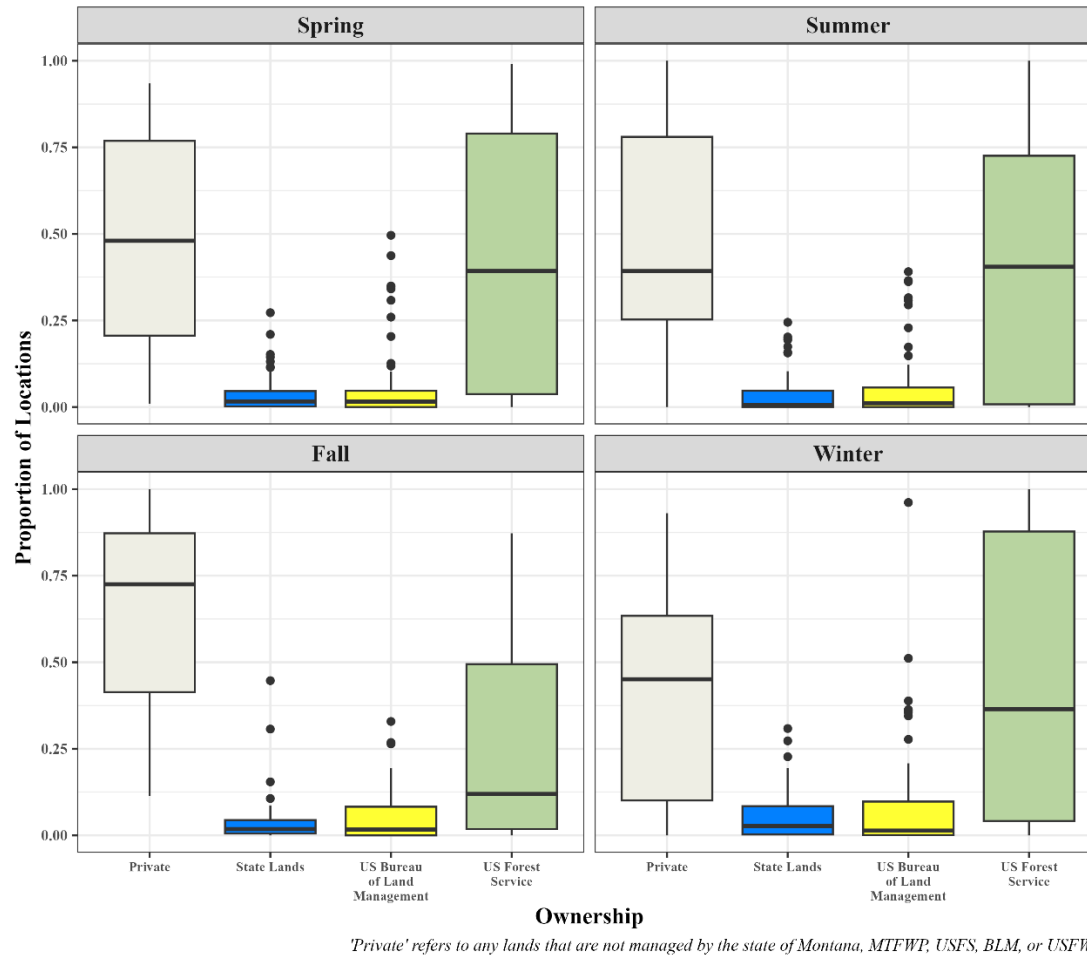 Spring
Summer
1.00
0.75
0.50
0.25
0.00
Fall
Winter
1.00
0.75
0.50
0.25
0.00
Proportion of Locations
Private
State Lands
US Bureau
of Land
Management
US Forest
Service
Private
State Lands
US Bureau
of Land
Management
US Forest
Service
Ownership
'Private' refers to any lands that are not managed by the state of Montana, MTFWP, USFS, BLM, or USFW